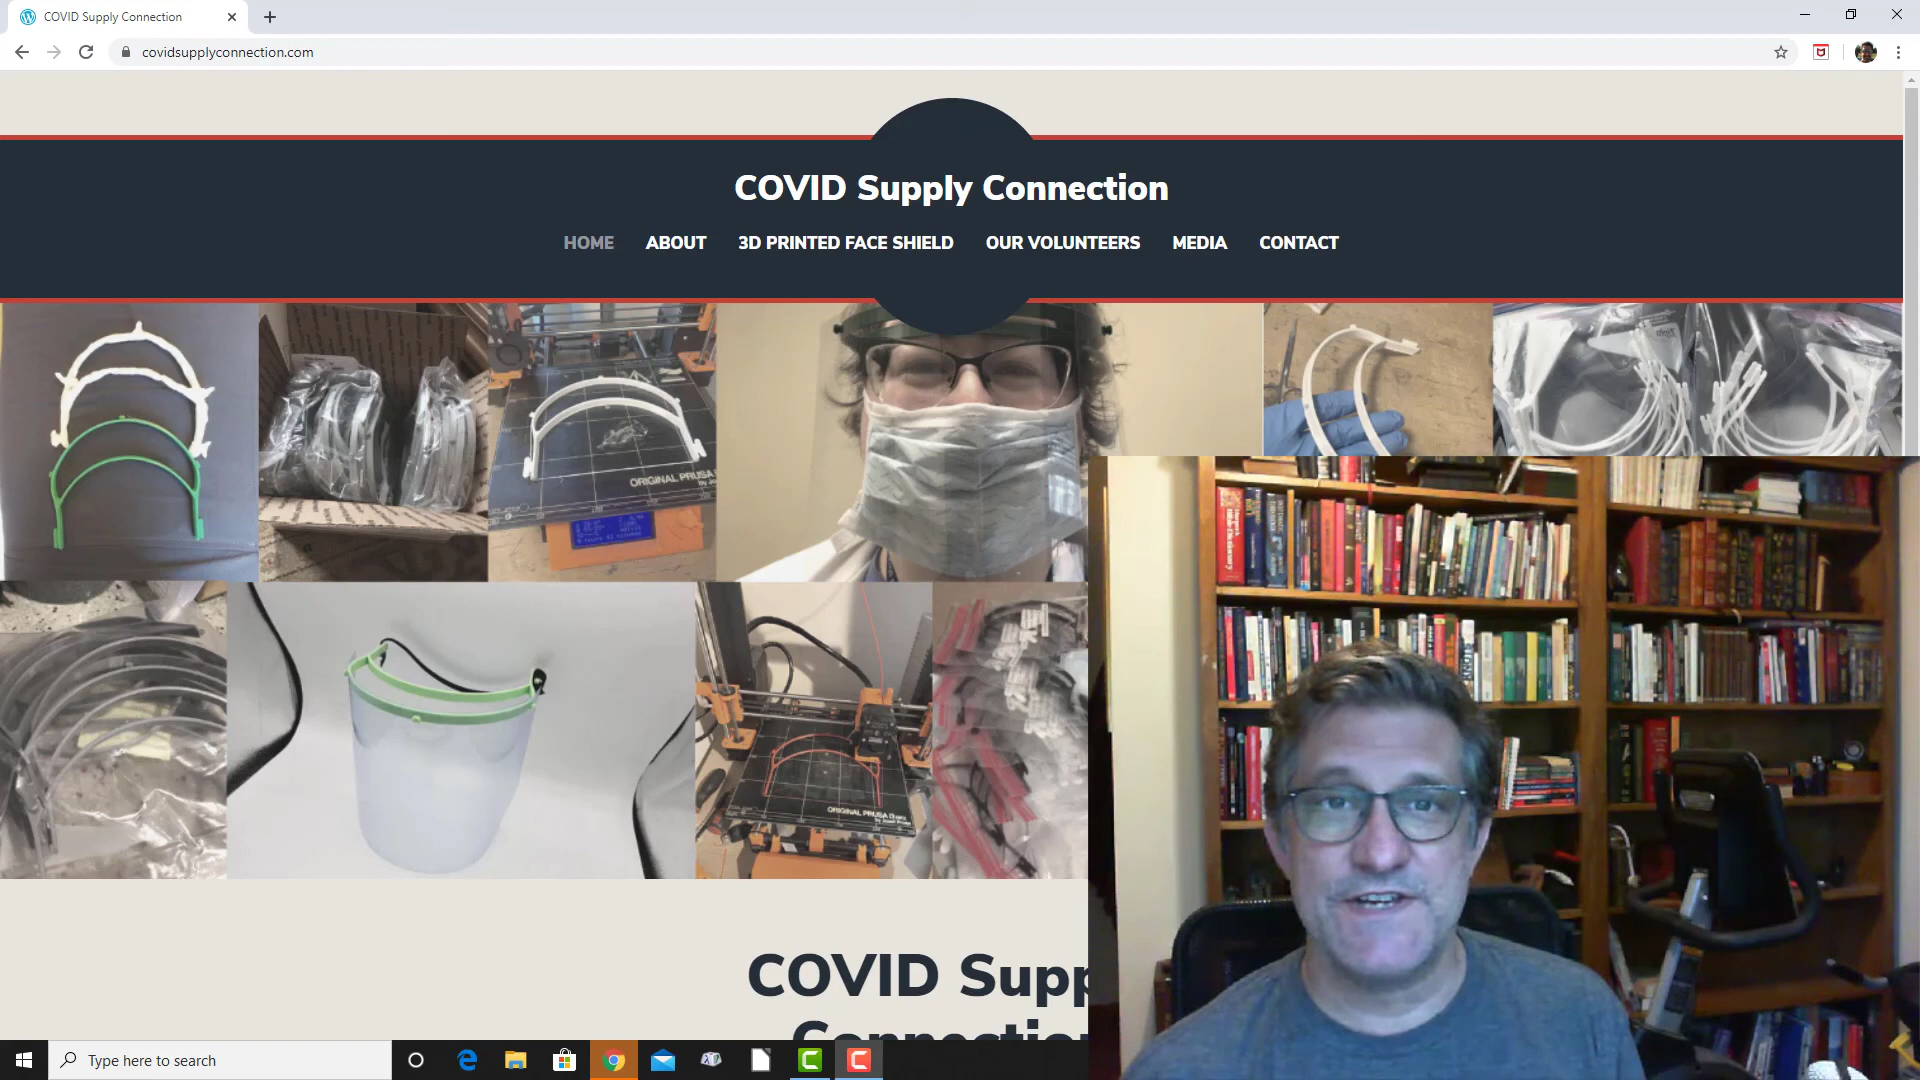 COVID Supply Connection
covidsupplyconnection.com
COVID Supply Connection
HOME ABOUT 3D PRINTED FACE SHIELD OUR VOLUNTEERS MEDIA CONTACT
ORIGINAL PRUSA
ORIGINAL PRUSA
COVID Supp
Connection
Type here to search